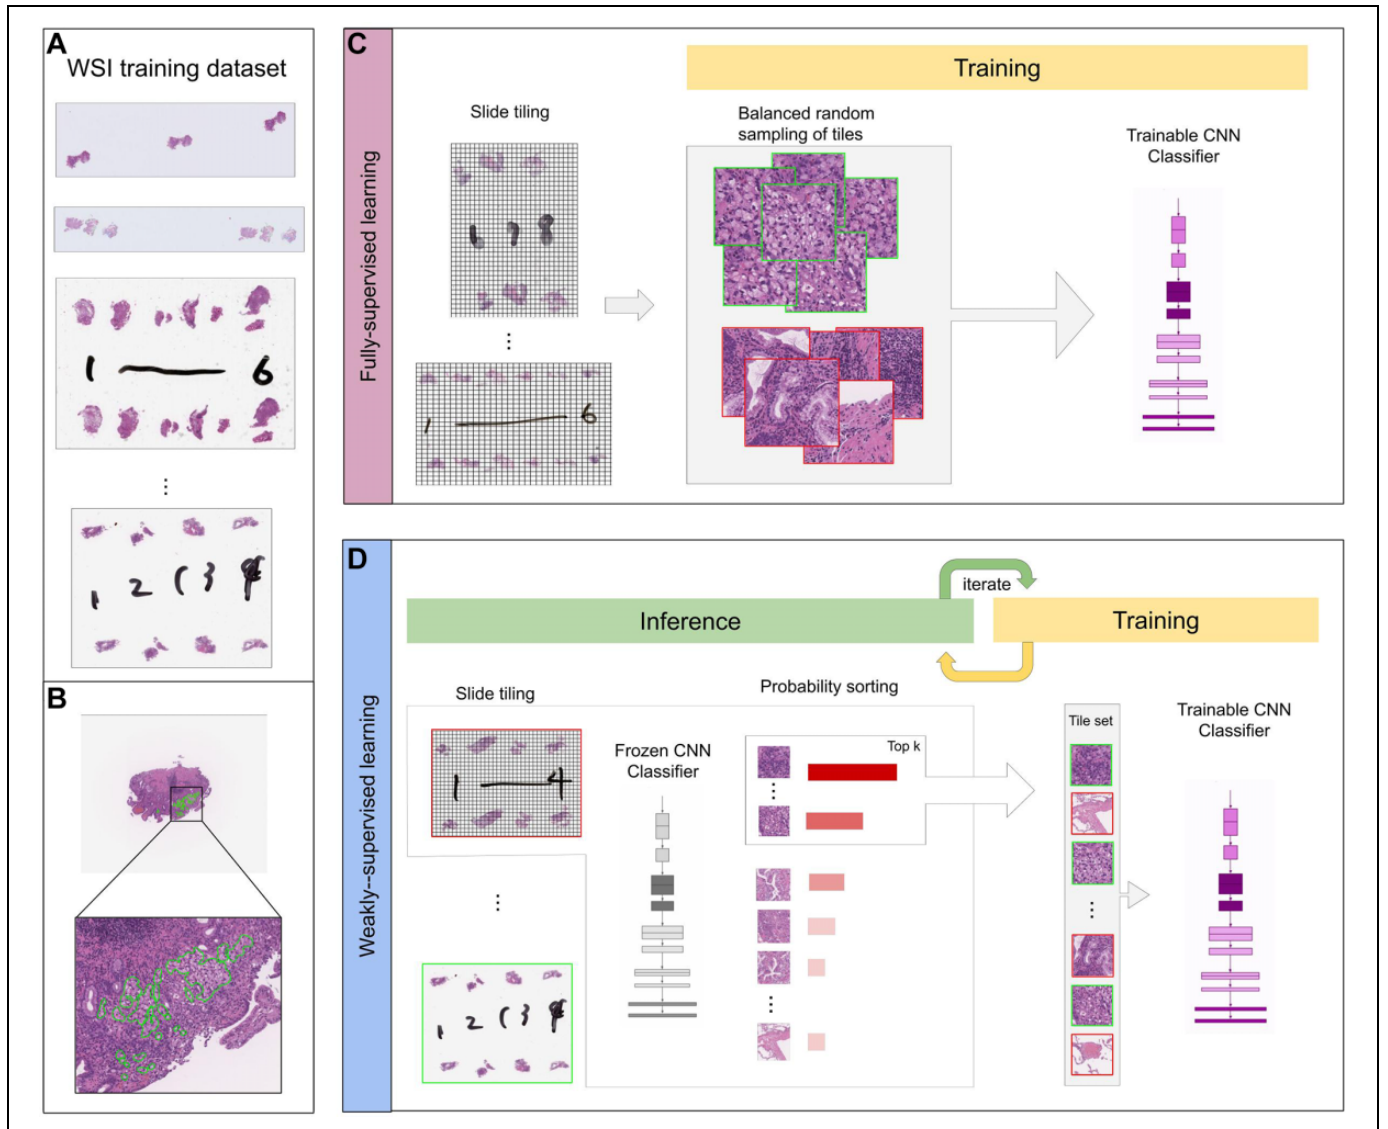 A
WSI training dataset
1 6
1 2 3
B
C
Fully-supervised learning
Training
Slide tiling
Balanced random
sampling of tiles
Trainable CNN
Classifier
1 6
D
Weakly--supervised learning
iterate
Inference
Training
Slide tiling
Probability sorting
1 4
Frozen CNN
Classifier
Top k
Tile set
Trainable CNN
Classifier
1 2 3